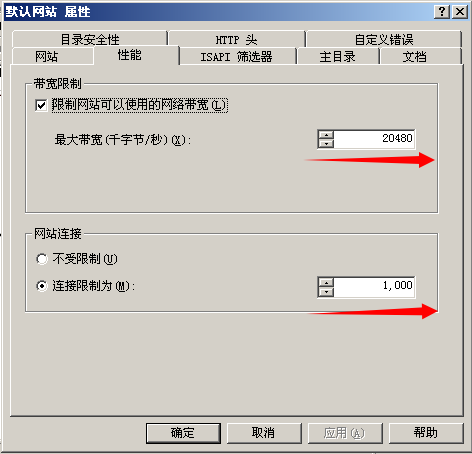 默认网站 属性
目录安全性 HTTP 头 自定义错误
网站 性能 ISAPI 筛选器 主目录 文档
带宽限制
限制网站可以使用的网络带宽(L)
最大带宽(千字节/秒)(X): 20480
网站连接
不受限制(U)
连接限制为(M): 1,000
确定 取消 应用(A) 帮助